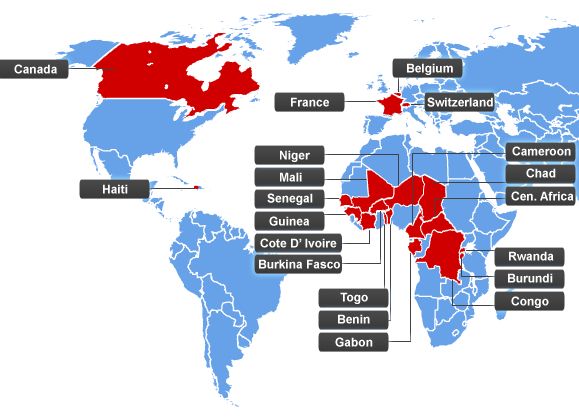 Canada
Belgium
France
Switzerland
Niger
Cameroon
Mali
Chad
Haiti
Senegal
Cen. Africa
Guinea
Cote D' Ivoire
Burkina Fasco
Rwanda
Burundi
Togo
Congo
Benin
Gabon